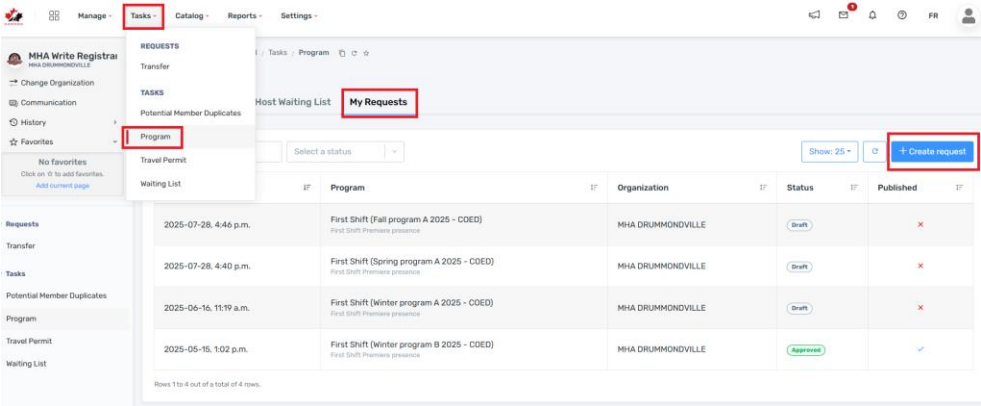 Manage Tasks Catalog Reports Settings 1 FR
MHA Write Registrar
MHA DRUMMONDVILLE
Change Organization
Communication
History
Favorites
No favorites
Click on ☆ to add favorites.
Add current page
Requests
Transfer
Tasks
Potential Member Duplicates
Program
Travel Permit
Waiting List
REQUESTS
Transfer
TASKS
Potential Member Duplicates
Program
Travel Permit
Waiting List
/ Tasks / Program
Host Waiting List My Requests
Select a status Show: 25 + Create request
Program Organization Status Published
2025-07-28, 4:46 p.m. First Shift (Fall program A 2025 - COED) MHA DRUMMONDVILLE Draft
First Shift Premiere presence
2025-07-28, 4:40 p.m. First Shift (Spring program A 2025 - COED) MHA DRUMMONDVILLE Draft
First Shift Premiere presence
2025-06-16, 11:19 a.m. First Shift (Winter program A 2025 - COED) MHA DRUMMONDVILLE Draft
First Shift Premiere presence
2025-05-15, 1:02 p.m. First Shift (Winter program B 2025 - COED) MHA DRUMMONDVILLE Approved
First Shift Premiere presence
Rows 1 to 4 out of a total of 4 rows.